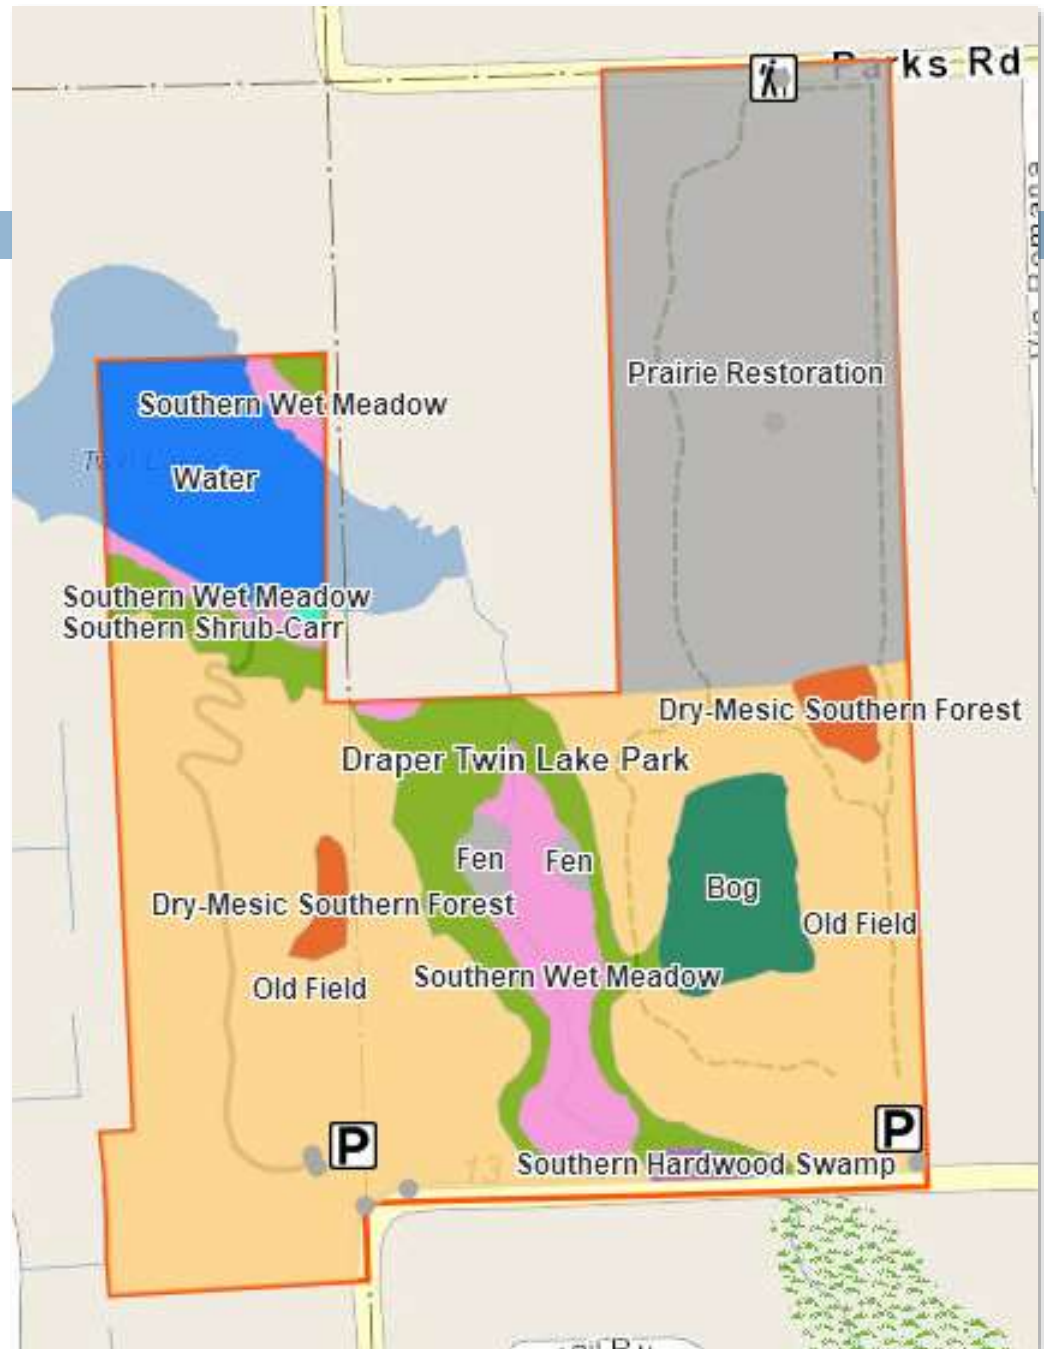 Parks Rd
Prairie Restoration
Southern Wet Meadow
Water
Southern Wet Meadow
Southern Shrub-Carr
Dry-Mesic Southern Forest
Draper Twin Lake Park
Fen
Fen
Bog
Dry-Mesic Southern Forest
Old Field
Southern Wet Meadow
Old Field
P
P
Southern Hardwood Swamp
13